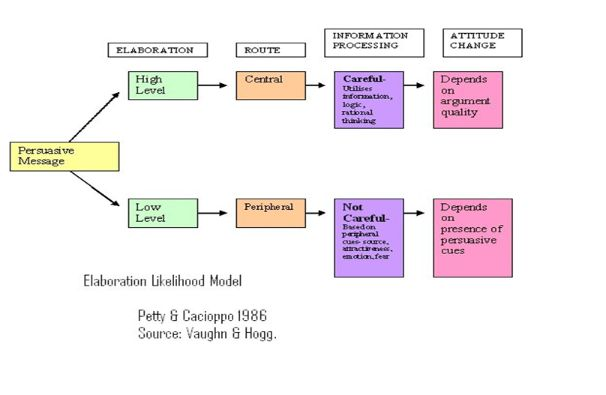 ELABORATION
ROUTE
INFORMATION
PROCESSING
ATTITUDE
CHANGE
Persuasive
Message
High
Level
Central
Careful-
Utilises
information,
logic,
rational
thinking
Depends
on
argument
quality
Low
Level
Peripheral
Not
Careful-
Based on
peripheral
cues- source,
attractiveness,
emotion, fear
Depends
on
presence of
persuasive
cues
Elaboration Likelihood Model
Petty & Cacioppo 1986
Source: Vaughn & Hogg.